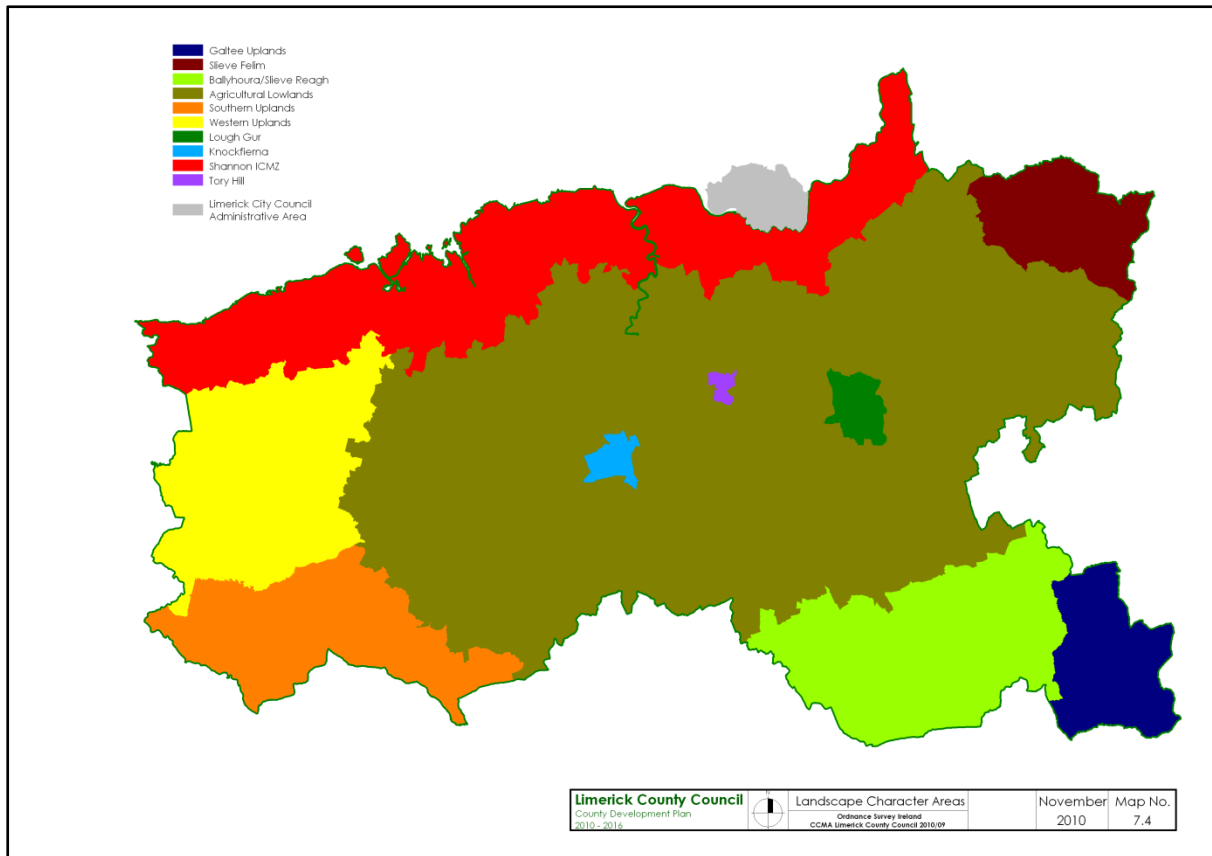 Galtee Uplands
Slieve Felim
Ballyhoura/Slieve Reagh
Agricultural Lowlands
Southern Uplands
Western Uplands
Lough Gur
Knockfierna
Shannon ICMZ
Tory Hill
Limerick City Council
Administrative Area
Limerick County Council
County Development Plan
2010 - 2016
N
Landscape Character Areas
Ordnance Survey Ireland
CCMA Limerick County Council 2010/09
November
2010
Map No.
7.4